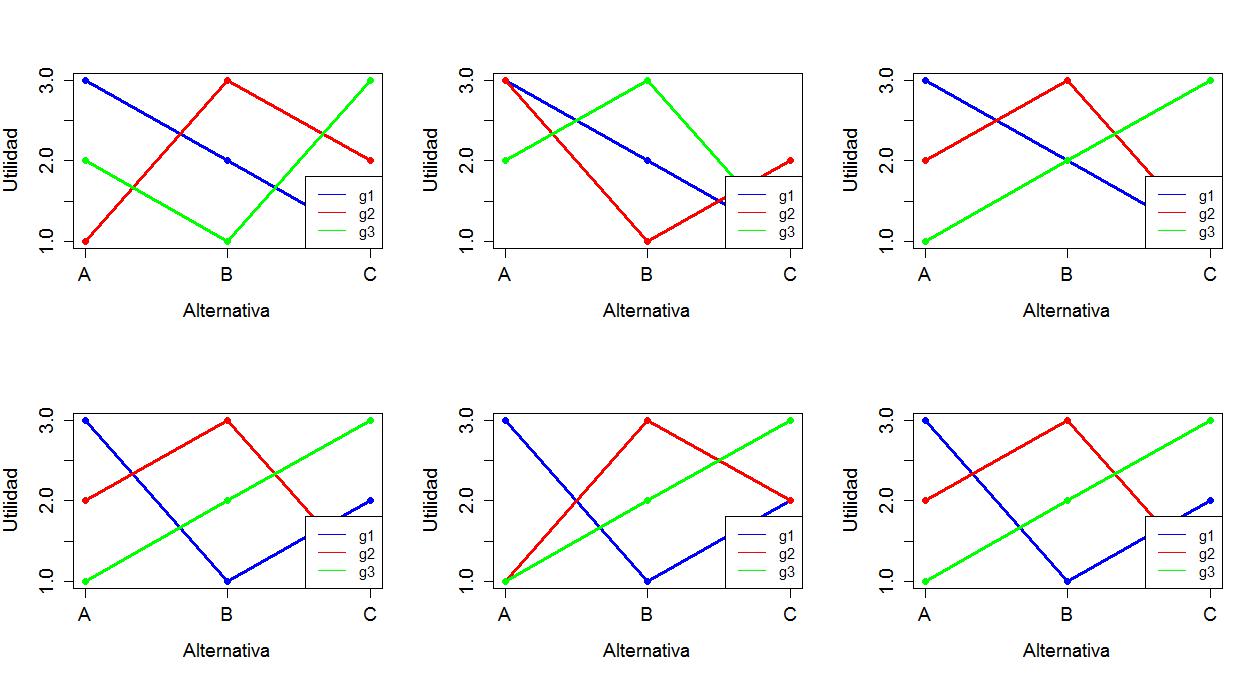 Utilidad
3.0
2.0
1.0
g1
g2
g3
A B C
Alternativa
Utilidad
3.0
2.0
1.0
g1
g2
g3
A B C
Alternativa
Utilidad
3.0
2.0
1.0
g1
g2
g3
A B C
Alternativa
Utilidad
3.0
2.0
1.0
g1
g2
g3
A B C
Alternativa
Utilidad
3.0
2.0
1.0
g1
g2
g3
A B C
Alternativa
Utilidad
3.0
2.0
1.0
g1
g2
g3
A B C
Alternativa